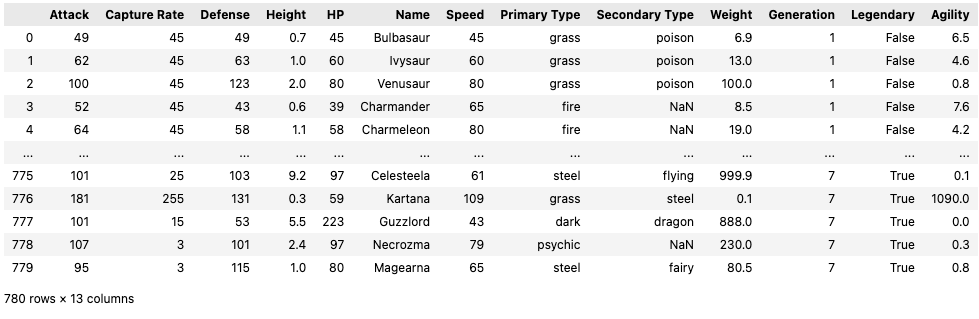 Attack Capture Rate Defense Height HP Name Speed Primary Type Secondary Type Weight Generation Legendary Agility
0 49 45 49 0.7 45 Bulbasaur 45 grass poison 6.9 1 False 6.5
1 62 45 63 1.0 60 Ivysaur 60 grass poison 13.0 1 False 4.6
2 100 45 123 2.0 80 Venusaur 80 grass poison 100.0 1 False 0.8
3 52 45 43 0.6 39 Charmander 65 fire NaN 8.5 1 False 7.6
4 64 45 58 1.1 58 Charmeleon 80 fire NaN 19.0 1 False 4.2
... ... ... ... ... ... ... ... ... ... ... ... ... ...
775 101 25 103 9.2 97 Celesteela 61 steel flying 999.9 7 True 0.1
776 181 255 131 0.3 59 Kartana 109 grass steel 0.1 7 True 1090.0
777 101 15 53 5.5 223 Guzzlord 43 dark dragon 888.0 7 True 0.0
778 107 3 101 2.4 97 Necrozma 79 psychic NaN 230.0 7 True 0.3
779 95 3 115 1.0 80 Magearna 65 steel fairy 80.5 7 True 0.8
780 rows × 13 columns